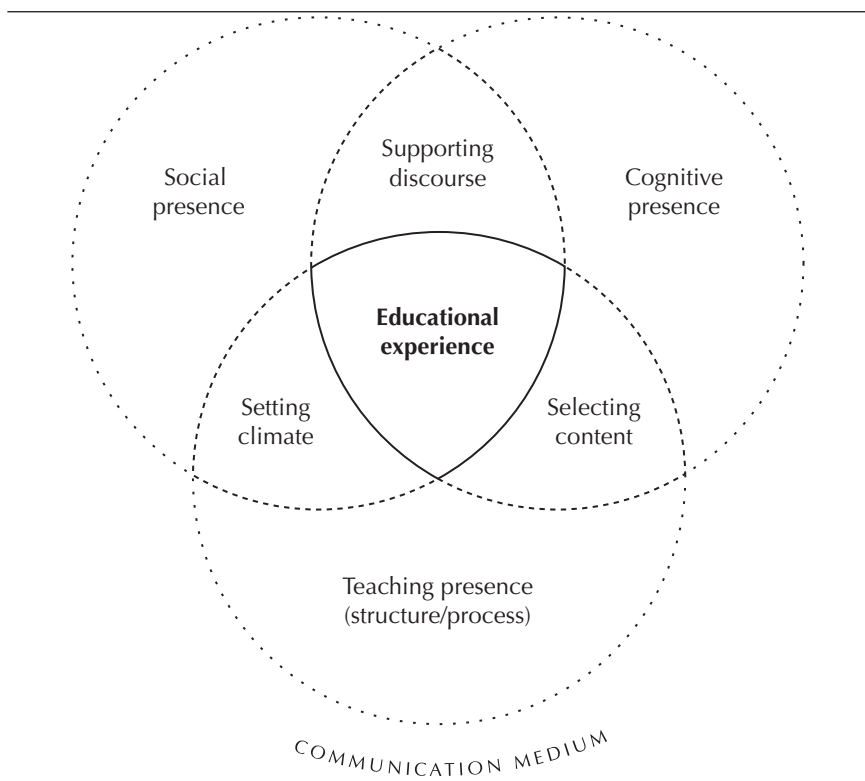 Supporting
discourse
Social
presence
Cognitive
presence
Educational
experience
Setting
climate
Selecting
content
Teaching presence
(structure/process)
COMMUNICATION MEDIUM